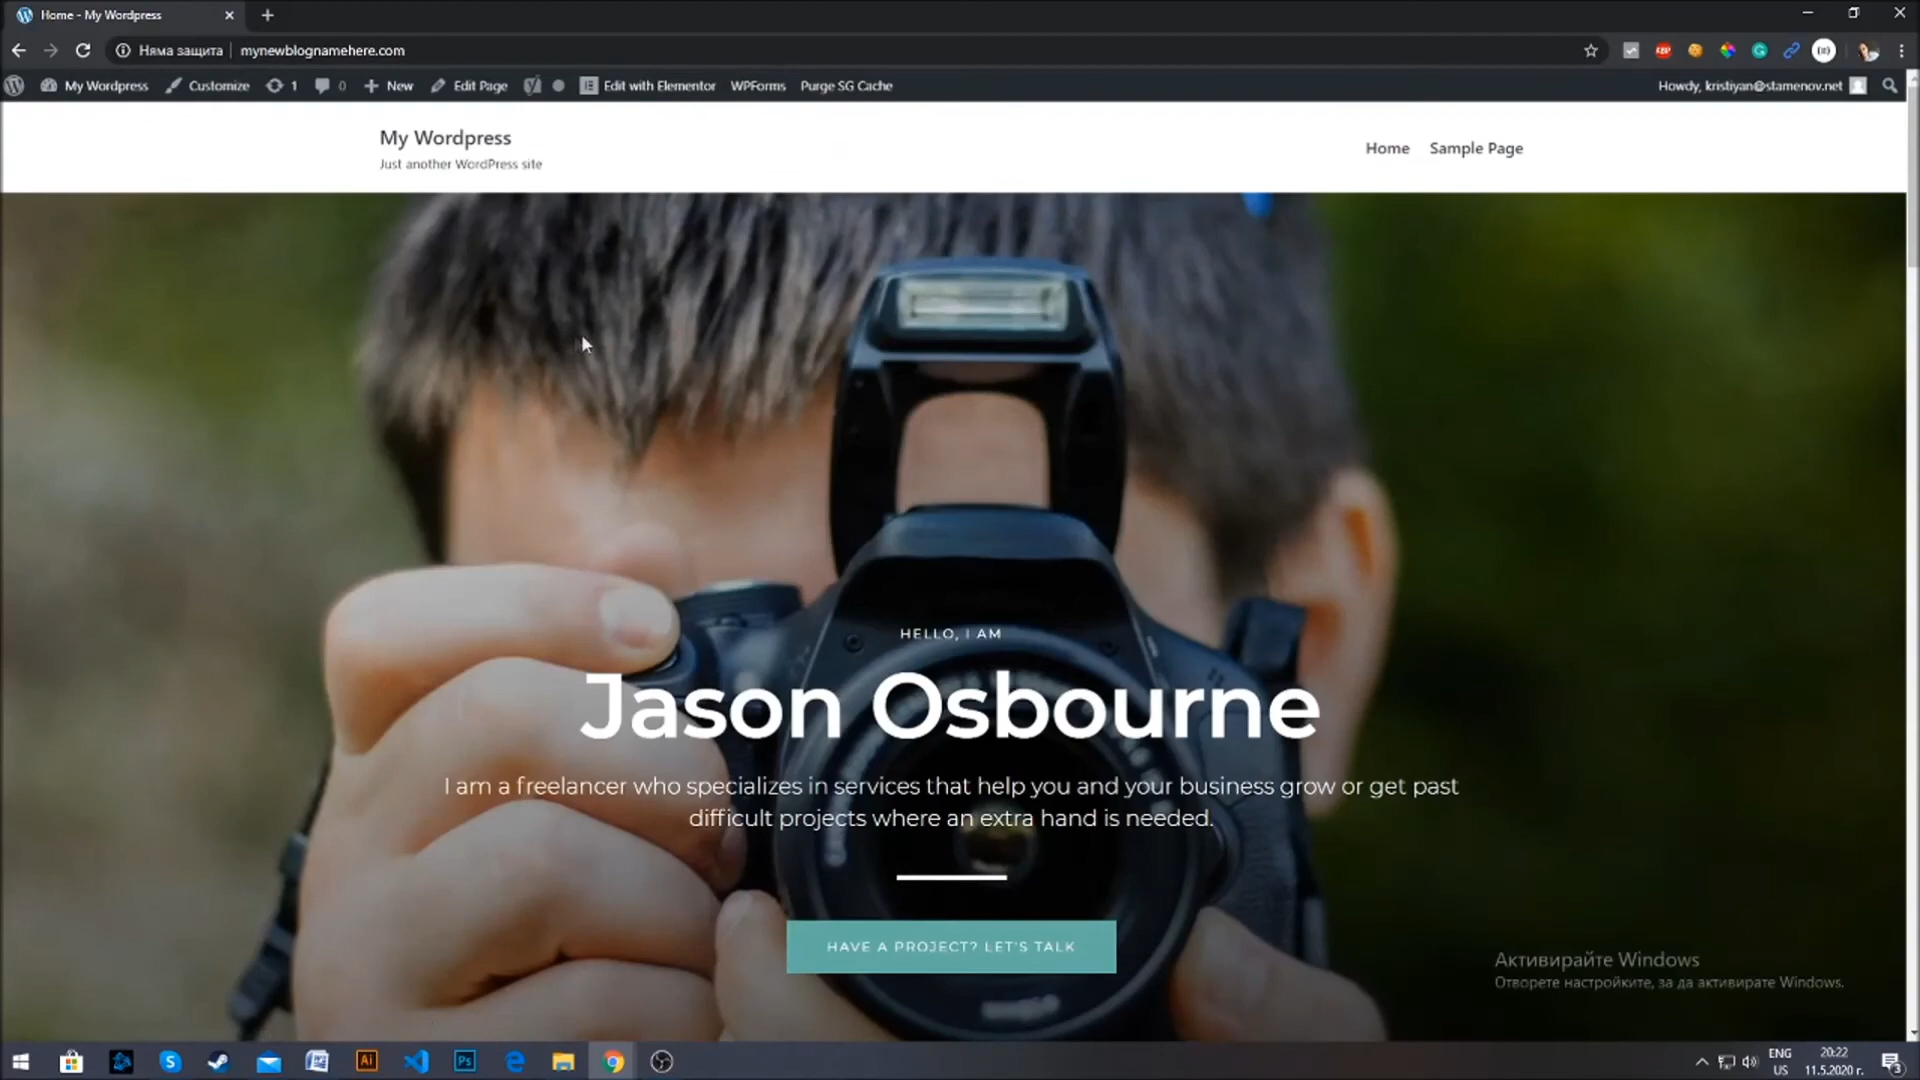 Home - My Wordpress
Няма защита
mynewblognamehere.com
My Wordpress
Customize
1
0
New
Edit Page
Edit with Elementor
WPForms
Purge SG Cache
Howdy, kristiyan@stamenov.net
My Wordpress
Just another WordPress site
Home
Sample Page
HELLO, I AM
Jason Osbourne
I am a freelancer who specializes in services that help you and your business grow or get past
difficult projects where an extra hand is needed.
HAVE A PROJECT? LET'S TALK
Активирайте Windows
Отворете настройките, за да активирате Windows.
Ai
Ps
ENG
US
20:22
11.5.2020 г.
3